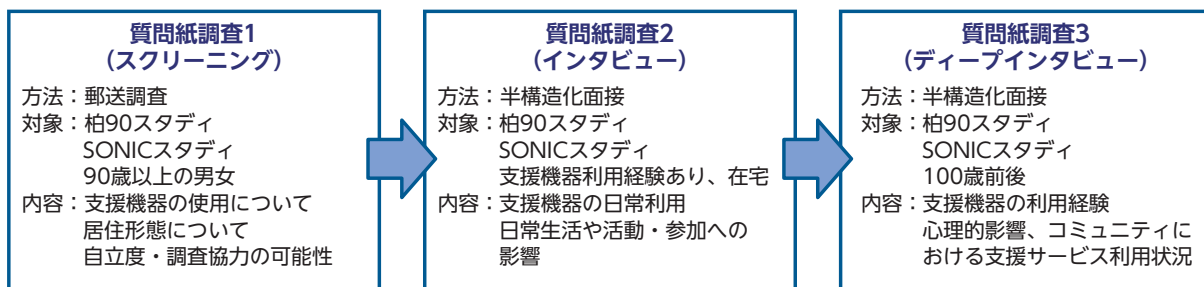 質問紙調査1
(スクリーニング)
方法：郵送調査
対象：柏90スタディ
SONICスタディ
90歳以上の男女
内容：支援機器の使用について
居住形態について
自立度・調査協力の可能性
質問紙調査2
(インタビュー)
方法：半構造化面接
対象：柏90スタディ
SONICスタディ
支援機器利用経験あり、在宅
内容：支援機器の日常利用
日常生活や活動・参加への
影響
質問紙調査3
(ディープインタビュー)
方法：半構造化面接
対象：柏90スタディ
SONICスタディ
100歳前後
内容：支援機器の利用経験
心理的影響、コミュニティに
おける支援サービス利用状況